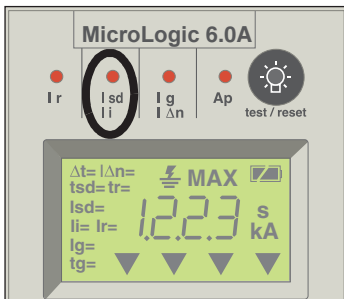 MicroLogic 6.0A
Ir
Isd
Ii
Ig
IΔn
Ap
test / reset
Δt= IΔn=
tsd= tr=
Isd=
Ii= Ir=
Ig=
tg=
MAX
1.2.2.3
s
kA